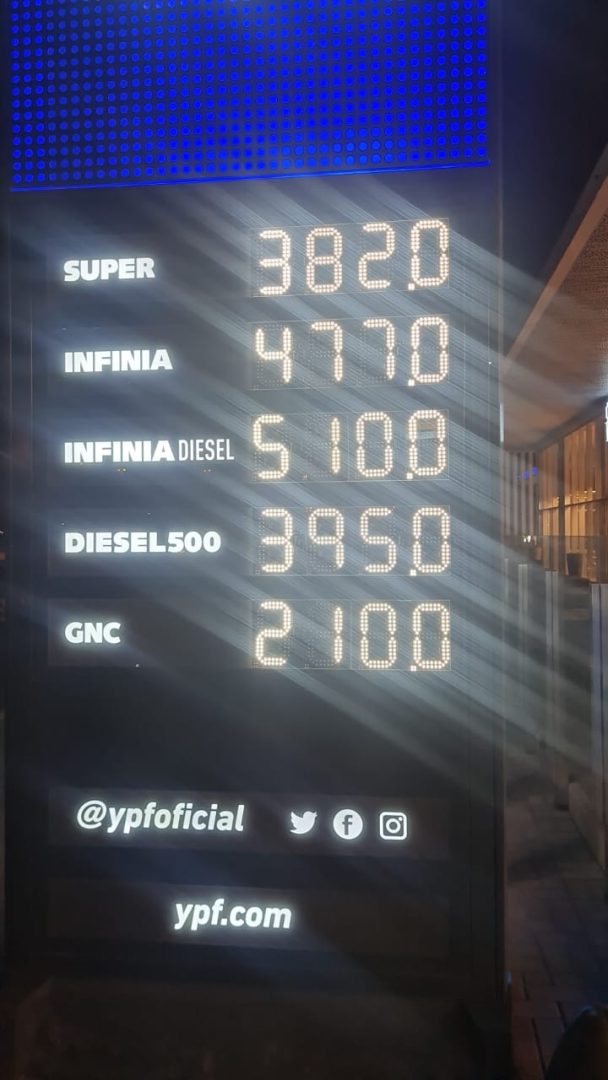 SUPER 382.0
INFINIA 477.0
INFINIA DIESEL 510.0
DIESEL500 395.0
GNC 210.0
@ypfoficial
ypf.com